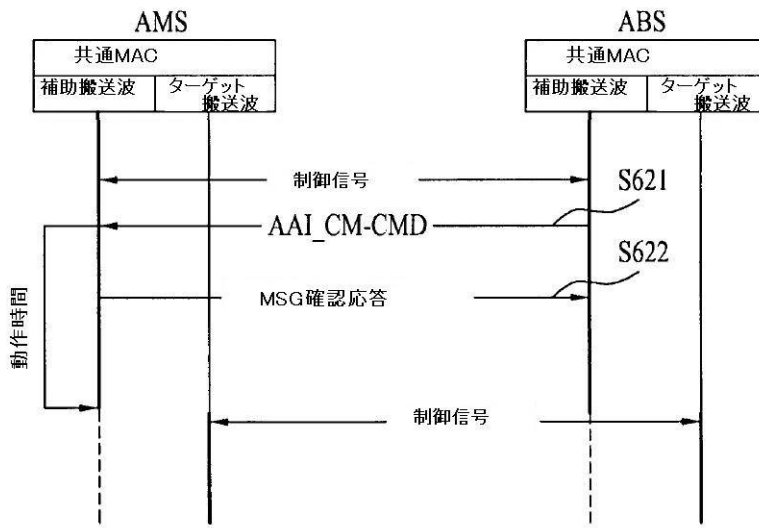 AMS
ABS
共通MAC
共通MAC
補助搬送波
ターゲット
搬送波
補助搬送波
ターゲット
搬送波
制御信号
S621
AAI_CM-CMD
S622
MSG確認応答
動作時間
制御信号